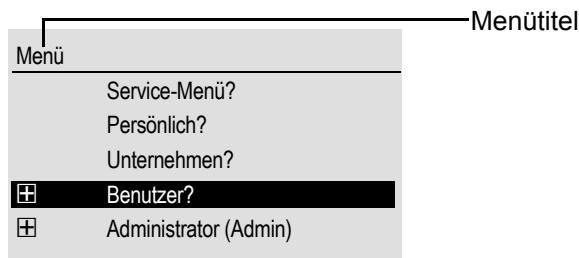 Menütitel
Menü
Service-Menü?
Persönlich?
Unternehmen?
Benutzer?
Administrator (Admin)